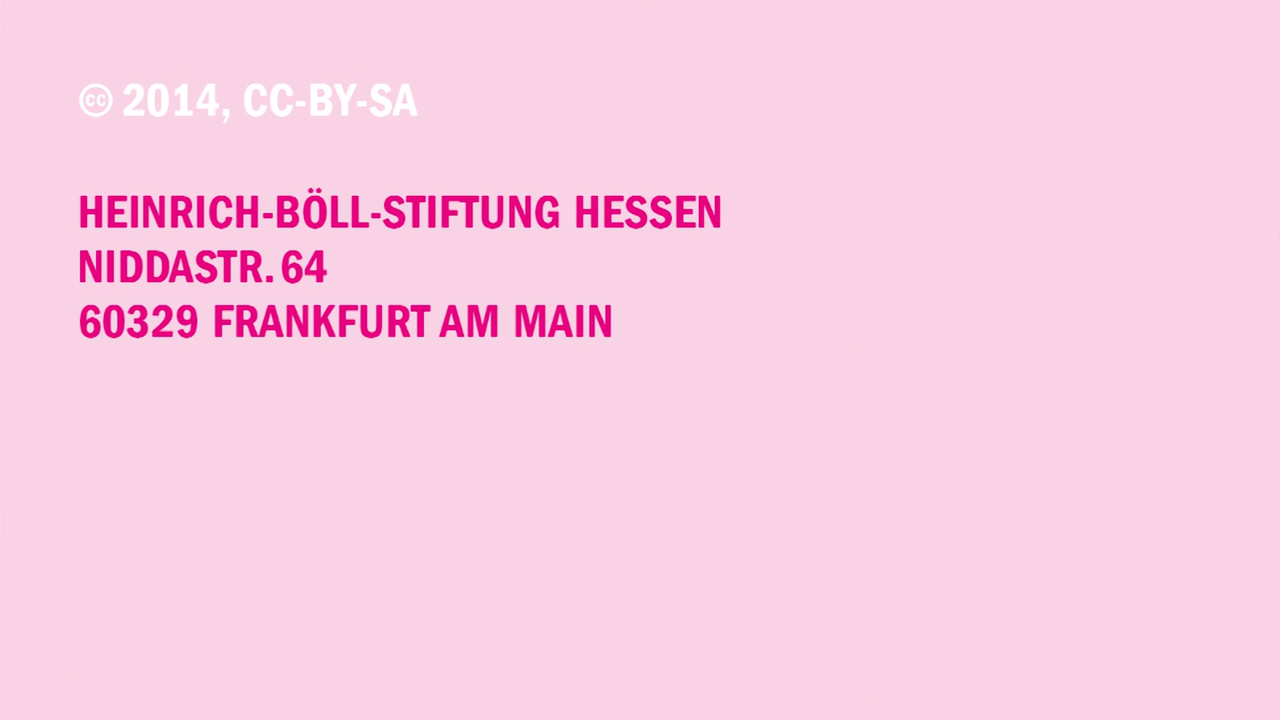 🅭 2014, CC-BY-SA
HEINRICH-BÖLL-STIFTUNG HESSEN
NIDDASTR. 64
60329 FRANKFURT AM MAIN